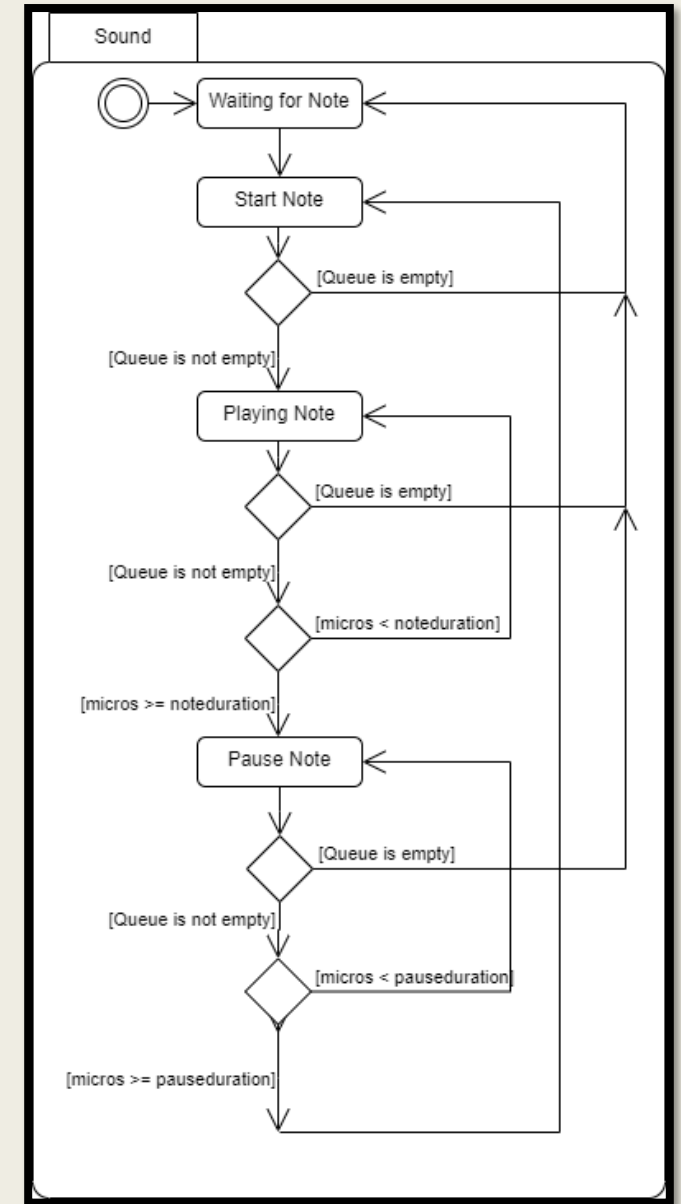 Sound
Waiting for Note
Start Note
[Queue is empty]
[Queue is not empty]
Playing Note
[Queue is empty]
[Queue is not empty]
[micros < noteduration]
[micros >= noteduration]
Pause Note
[Queue is empty]
[Queue is not empty]
[micros < pauseduration]
[micros >= pauseduration]